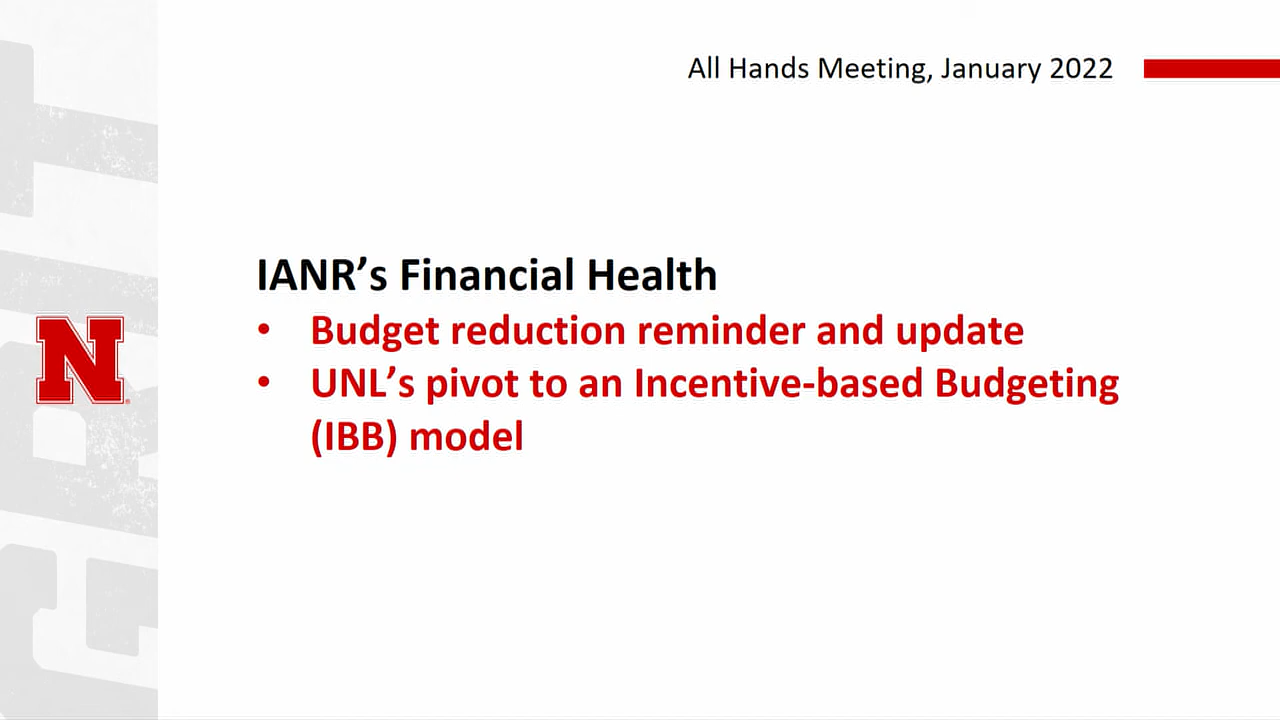 All Hands Meeting, January 2022
IANR’s Financial Health
• Budget reduction reminder and update
• UNL’s pivot to an Incentive-based Budgeting
(IBB) model
N
GRIT